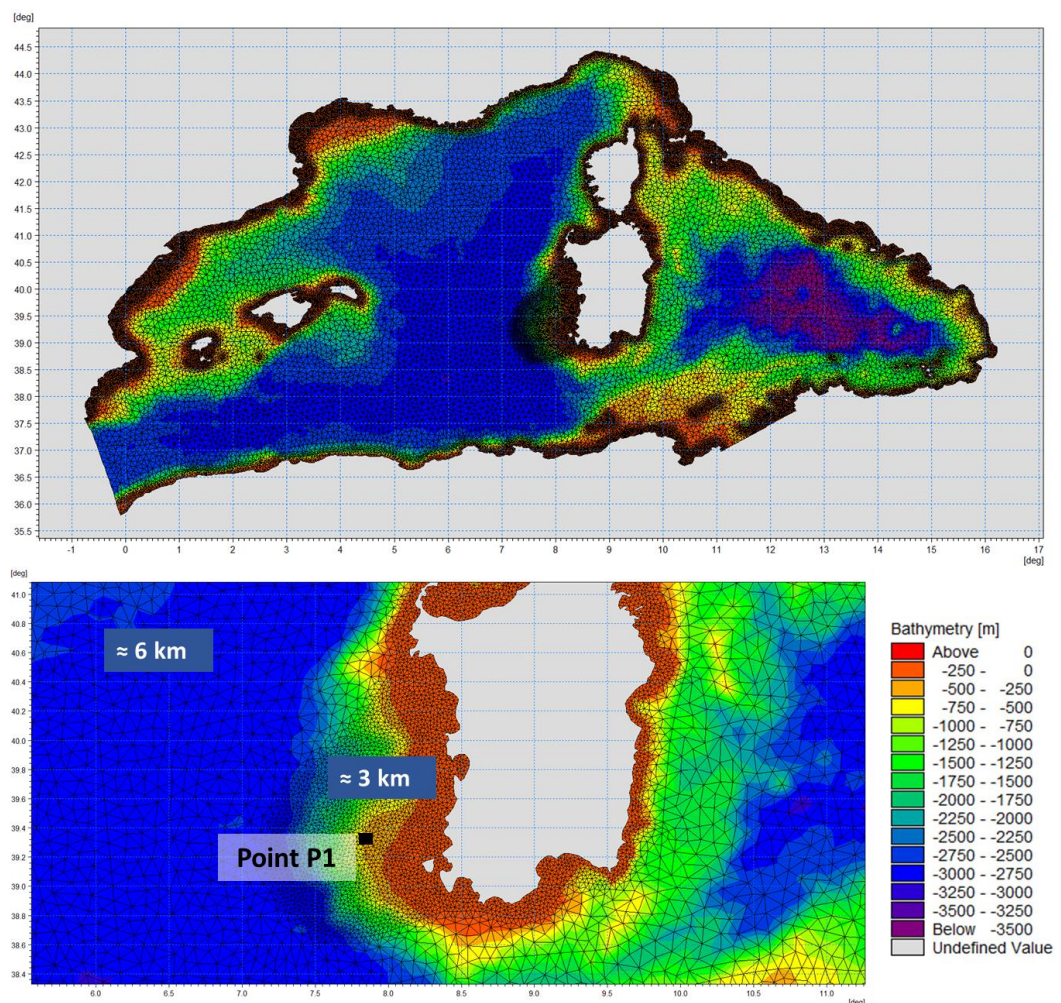 [deg]
44.5
44.0
43.5
43.0
42.5
42.0
41.5
41.0
40.5
40.0
39.5
39.0
38.5
38.0
37.5
37.0
36.5
36.0
35.5
-1 0 1 2 3 4 5 6 7 8 9 10 11 12 13 14 15 16 17
[deg]
[deg]
41.0
40.8
40.6
40.4
40.2
40.0
39.8
39.6
39.4
39.2
39.0
38.8
38.6
38.4
≈ 6 km
≈ 3 km
Point P1
6.0 6.5 7.0 7.5 8.0 8.5 9.0 9.5 10.0 10.5 11.0
[deg]
Bathymetry [m]
Above 0
-250 - 0
-500 - -250
-750 - -500
-1000 - -750
-1250 - -1000
-1500 - -1250
-1750 - -1500
-2000 - -1750
-2250 - -2000
-2500 - -2250
-2750 - -2500
-3000 - -2750
-3250 - -3000
-3500 - -3250
Below -3500
Undefined Value